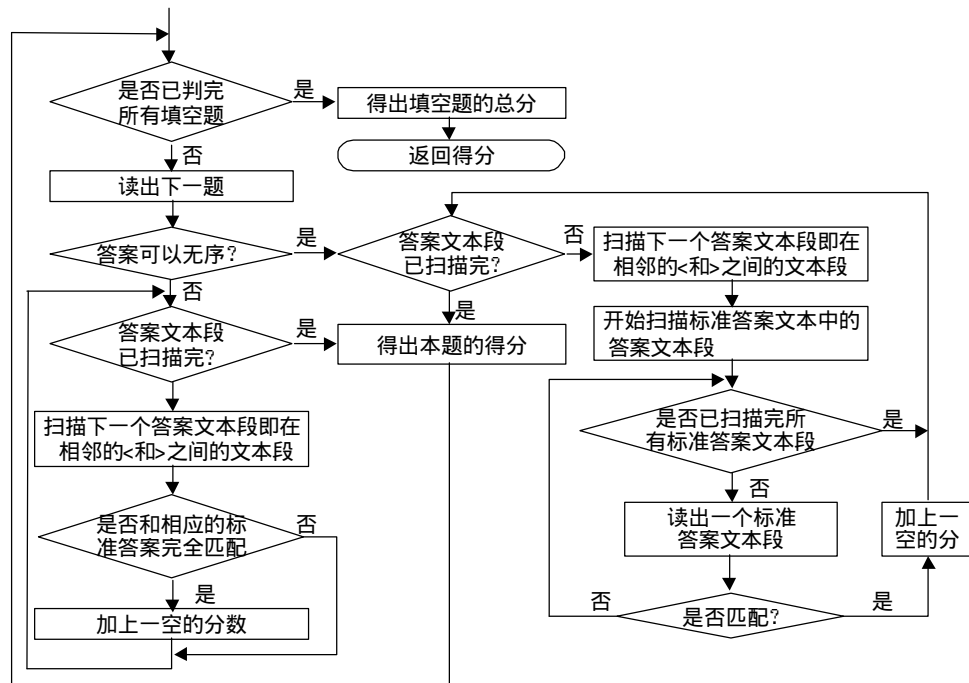 是否已判完
所有填空题
是
得出填空题的总分
返回得分
否
读出下一题
答案可以无序?
是
答案文本段
已扫描完?
否
扫描下一个答案文本段即在
相邻的<和>之间的文本段
否
是
开始扫描标准答案文本中的
答案文本段
答案文本段
已扫描完?
是
得出本题的得分
是否已扫描完所
有标准答案文本段
是
扫描下一个答案文本段即在
相邻的<和>之间的文本段
否
读出一个标准
答案文本段
加上一
空的分
是否和相应的标
准答案完全匹配
否
是
加上一空的分数
否
是否匹配?
是